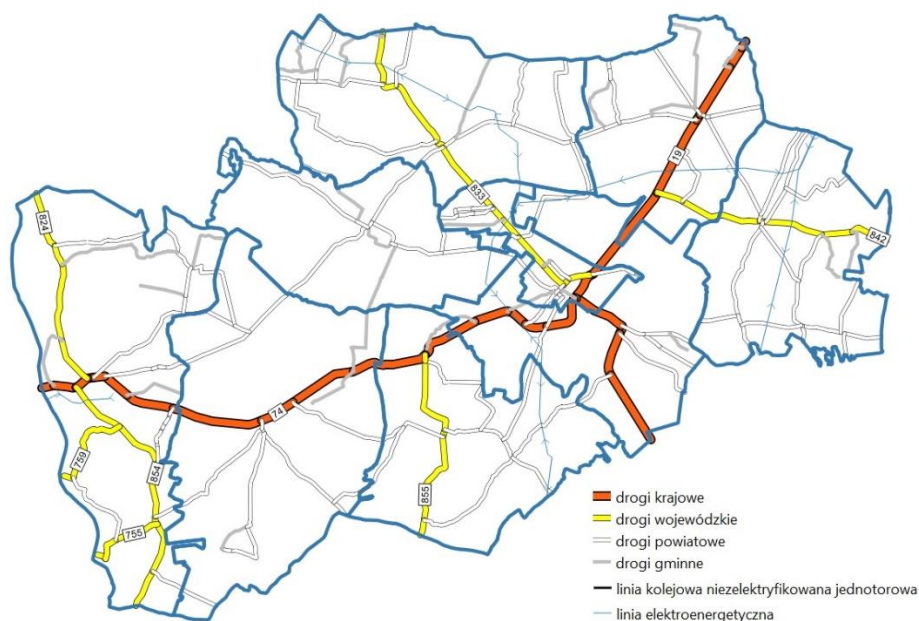 19
833
824
842
74
759
854
855
755
drogi krajowe
drogi wojewódzkie
drogi powiatowe
drogi gminne
linia kolejowa niezelektryfikowana jednotorowa
linia elektroenergetyczna